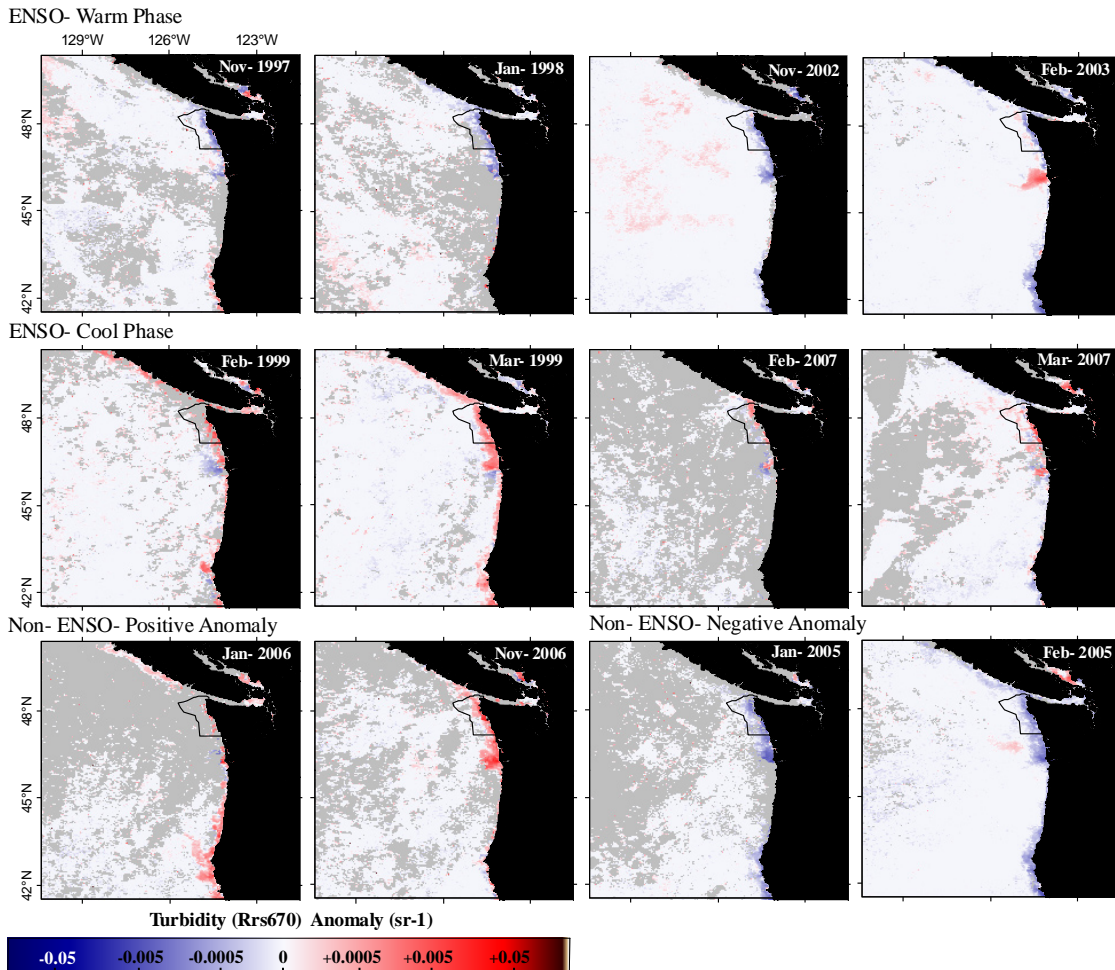 ENSO- Warm Phase
129°W 126°W 123°W
Nov- 1997 Jan- 1998 Nov- 2002 Feb- 2003
48°N
45°N
42°N
ENSO- Cool Phase
Feb- 1999 Mar- 1999 Feb- 2007 Mar- 2007
48°N
45°N
42°N
Non- ENSO- Positive Anomaly Non- ENSO- Negative Anomaly
Jan- 2006 Nov- 2006 Jan- 2005 Feb- 2005
48°N
45°N
42°N
Turbidity (Rrs670) Anomaly (sr-1)
-0.05 -0.005 -0.0005 0 +0.0005 +0.005 +0.05